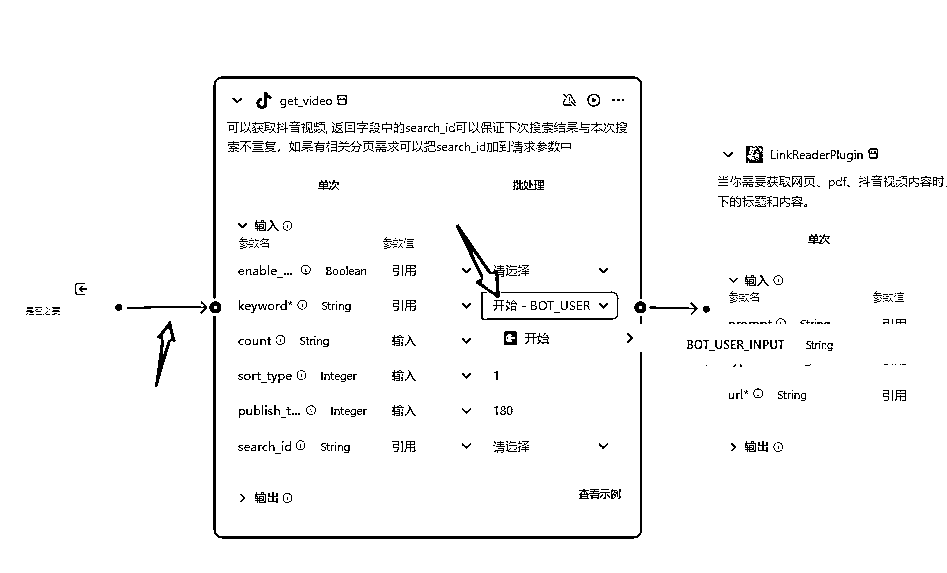 get_video
可以获取抖音视频, 返回字段中的search_id可以保证下次搜索结果与本次搜
索不重复，如果有相关分页需求可以把search_id加到请求参数中
单次 批处理
输入
参数名 参数值
enable_... Boolean 引用 请选择
keyword* String 引用 开始 - BOT_USER
count String 输入 开始
sort_type Integer 输入 1
publish_t... Integer 输入 180
search_id String 引用 请选择
输出 查看示例
LinkReaderPlugin
当你需要获取网页、pdf、抖音视频内容时,
下的标题和内容。
单次
输入
参数名 参数值
prompt String 引用
BOT_USER_INPUT String
url* String 引用
输出